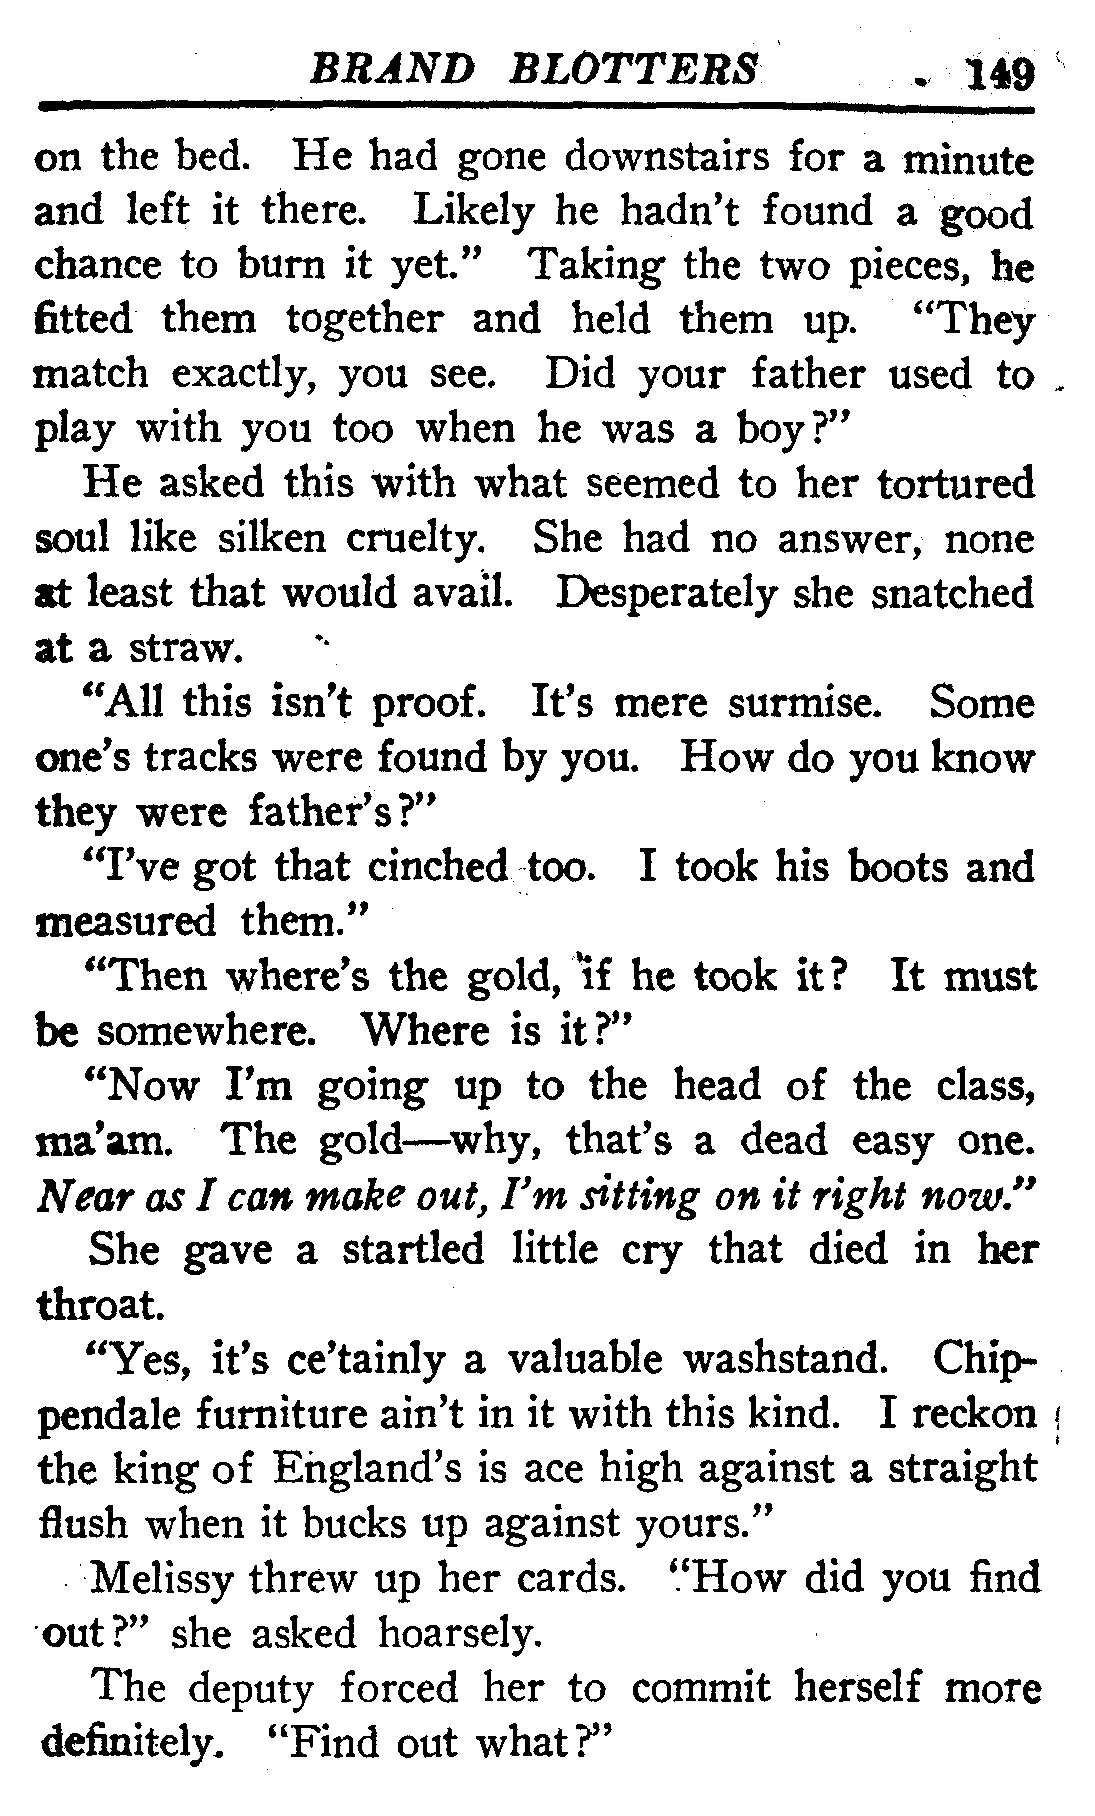 BRAND BLOTTERS 149
on the bed. He had gone downstairs for a minute
and left it there. Likely he hadn't found a good
chance to burn it yet." Taking the two pieces, he
fitted them together and held them up. "They
match exactly, you see. Did your father used to
play with you too when he was a boy?"
He asked this with what seemed to her tortured
soul like silken cruelty. She had no answer, none
at least that would avail. Desperately she snatched
at a straw.
"All this isn't proof. It's mere surmise. Some
one's tracks were found by you. How do you know
they were father's?"
"I've got that cinched too. I took his boots and
measured them."
"Then where's the gold, if he took it? It must
be somewhere. Where is it?"
"Now I'm going up to the head of the class,
ma'am. The gold—why, that's a dead easy one.
Near as I can make out, I'm sitting on it right now."
She gave a startled little cry that died in her
throat.
"Yes, it's ce'tainly a valuable washstand. Chip-
pendale furniture ain't in it with this kind. I reckon
the king of England's is ace high against a straight
flush when it bucks up against yours."
Melissy threw up her cards. "How did you find
out?" she asked hoarsely.
The deputy forced her to commit herself more
definitely. "Find out what?"